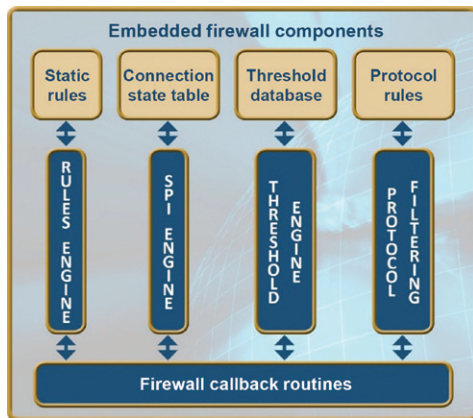 Embedded firewall components
Static
rules
Connection
state table
Threshold
database
Protocol
rules
RULES ENGINE
SPI ENGINE
THRESHOLD
ENGINE
PROTOCOL
FILTERING
Firewall callback routines